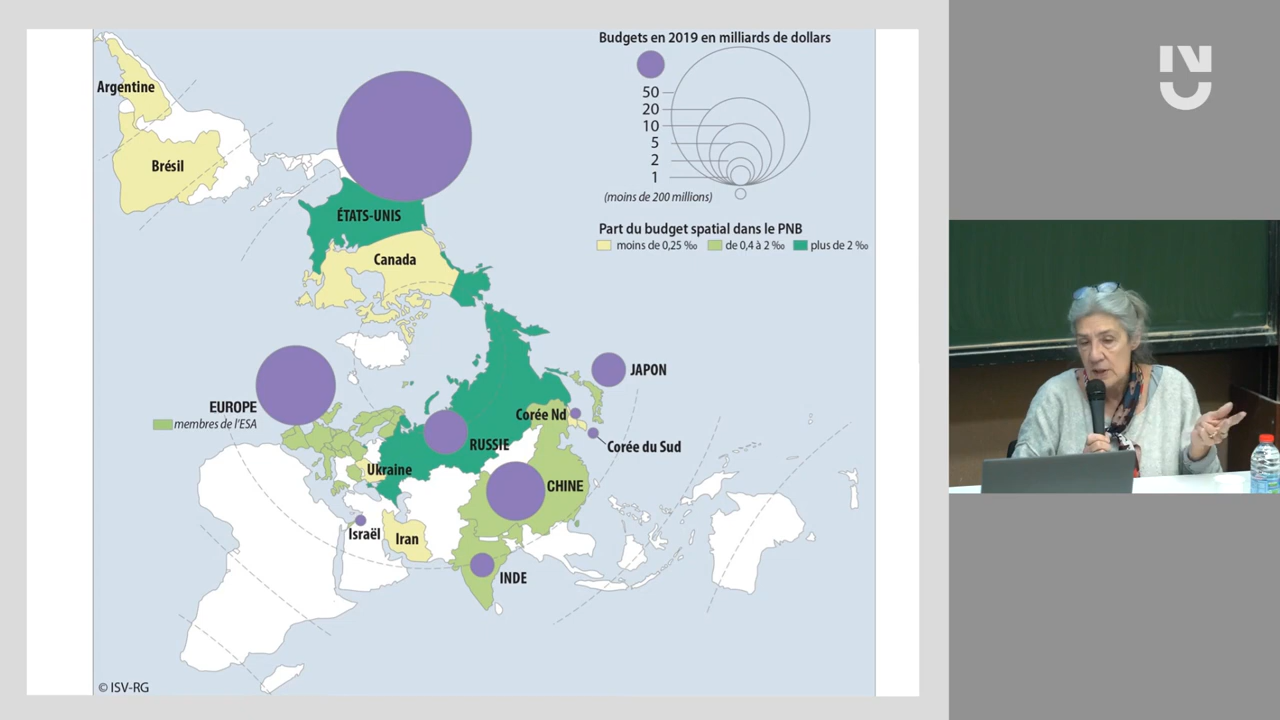 Budgets en 2019 en milliards de dollars
50
20
10
5
2
1
(moins de 200 millions)
Part du budget spatial dans le PNB
moins de 0,25 ‰
de 0,4 à 2 ‰
plus de 2 ‰
Argentine
Brésil
ÉTATS-UNIS
Canada
JAPON
EUROPE
membres de l'ESA
Corée Nd
RUSSIE
Corée du Sud
Ukraine
CHINE
Israël
Iran
INDE
© ISV-RG